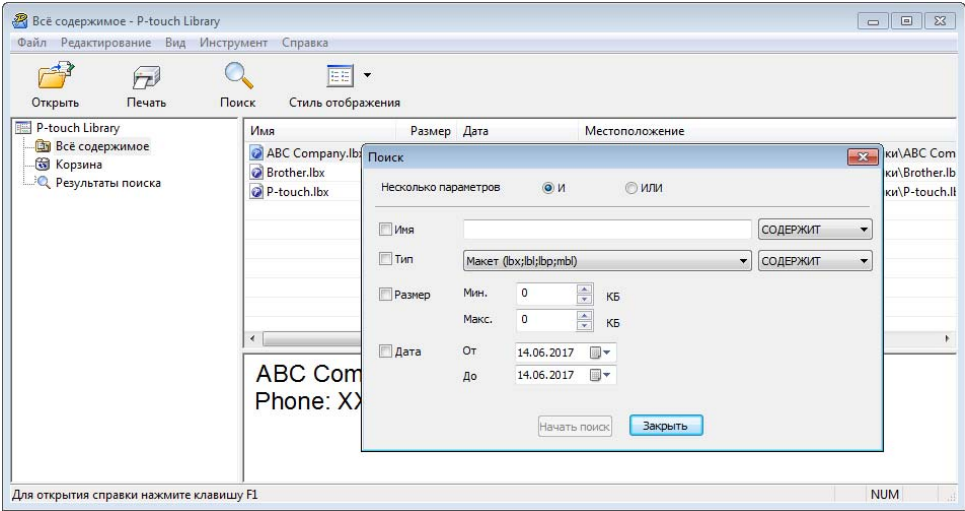 Всё содержимое - P-touch Library
Файл Редактирование Вид Инструмент Справка
Открыть Печать Поиск Стиль отображения
P-touch Library
Всё содержимое
Корзина
Результаты поиска
Имя Размер Дата Местоположение
ABC Company.lb
ки\ABC Com
Brother.lbx
ки\Brother.lb
P-touch.lbx
ки\P-touch.lb
Поиск
Несколько параметров И ИЛИ
Имя СОДЕРЖИТ
Тип Макет (lbx;lbl;lbp;mbl) СОДЕРЖИТ
Размер Мин. 0 КБ
Макс. 0 КБ
Дата От 14.06.2017
До 14.06.2017
Начать поиск Закрыть
ABC Com
Phone: XX
Для открытия справки нажмите клавишу F1 NUM